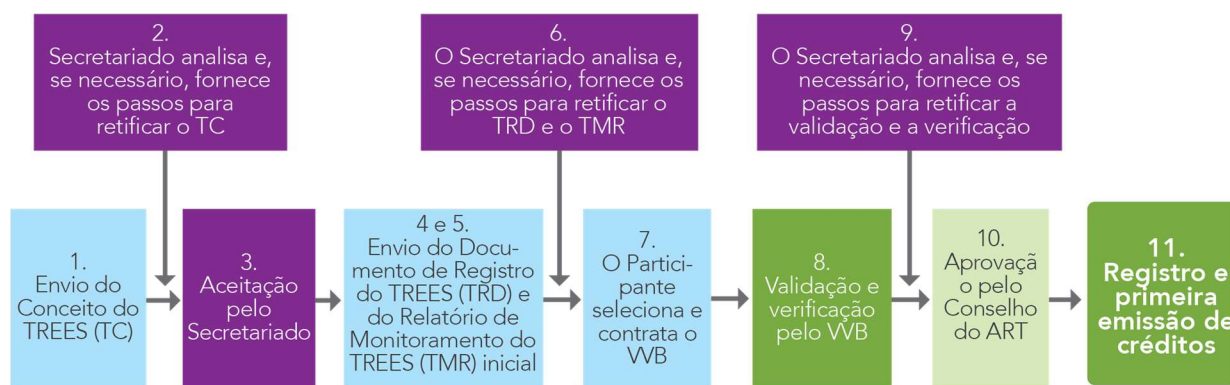 2.
Secretariado analisa e,
se necessário, fornece
os passos para
retificar o TC
6.
O Secretariado analisa e,
se necessário, fornece os
passos para retificar o
TRD e o TMR
9.
O Secretariado analisa e, se
necessário, fornece os
passos para retificar a
validação e a verificação
1.
Envio do
Conceito do
TREES (TC)
3.
Aceitação
pelo
Secretariado
4 e 5.
Envio do Docu-
mento de Registro
do TREES (TRD) e
do Relatório de
Monitoramento do
TREES (TMR) inicial
7.
O Partici-
pante
seleciona e
contrata o
VVB
8.
Validação e
verificação
pelo VVB
10.
Aprovaçã
o pelo
Conselho
do ART
11.
Registro e
primeira
emissão de
créditos